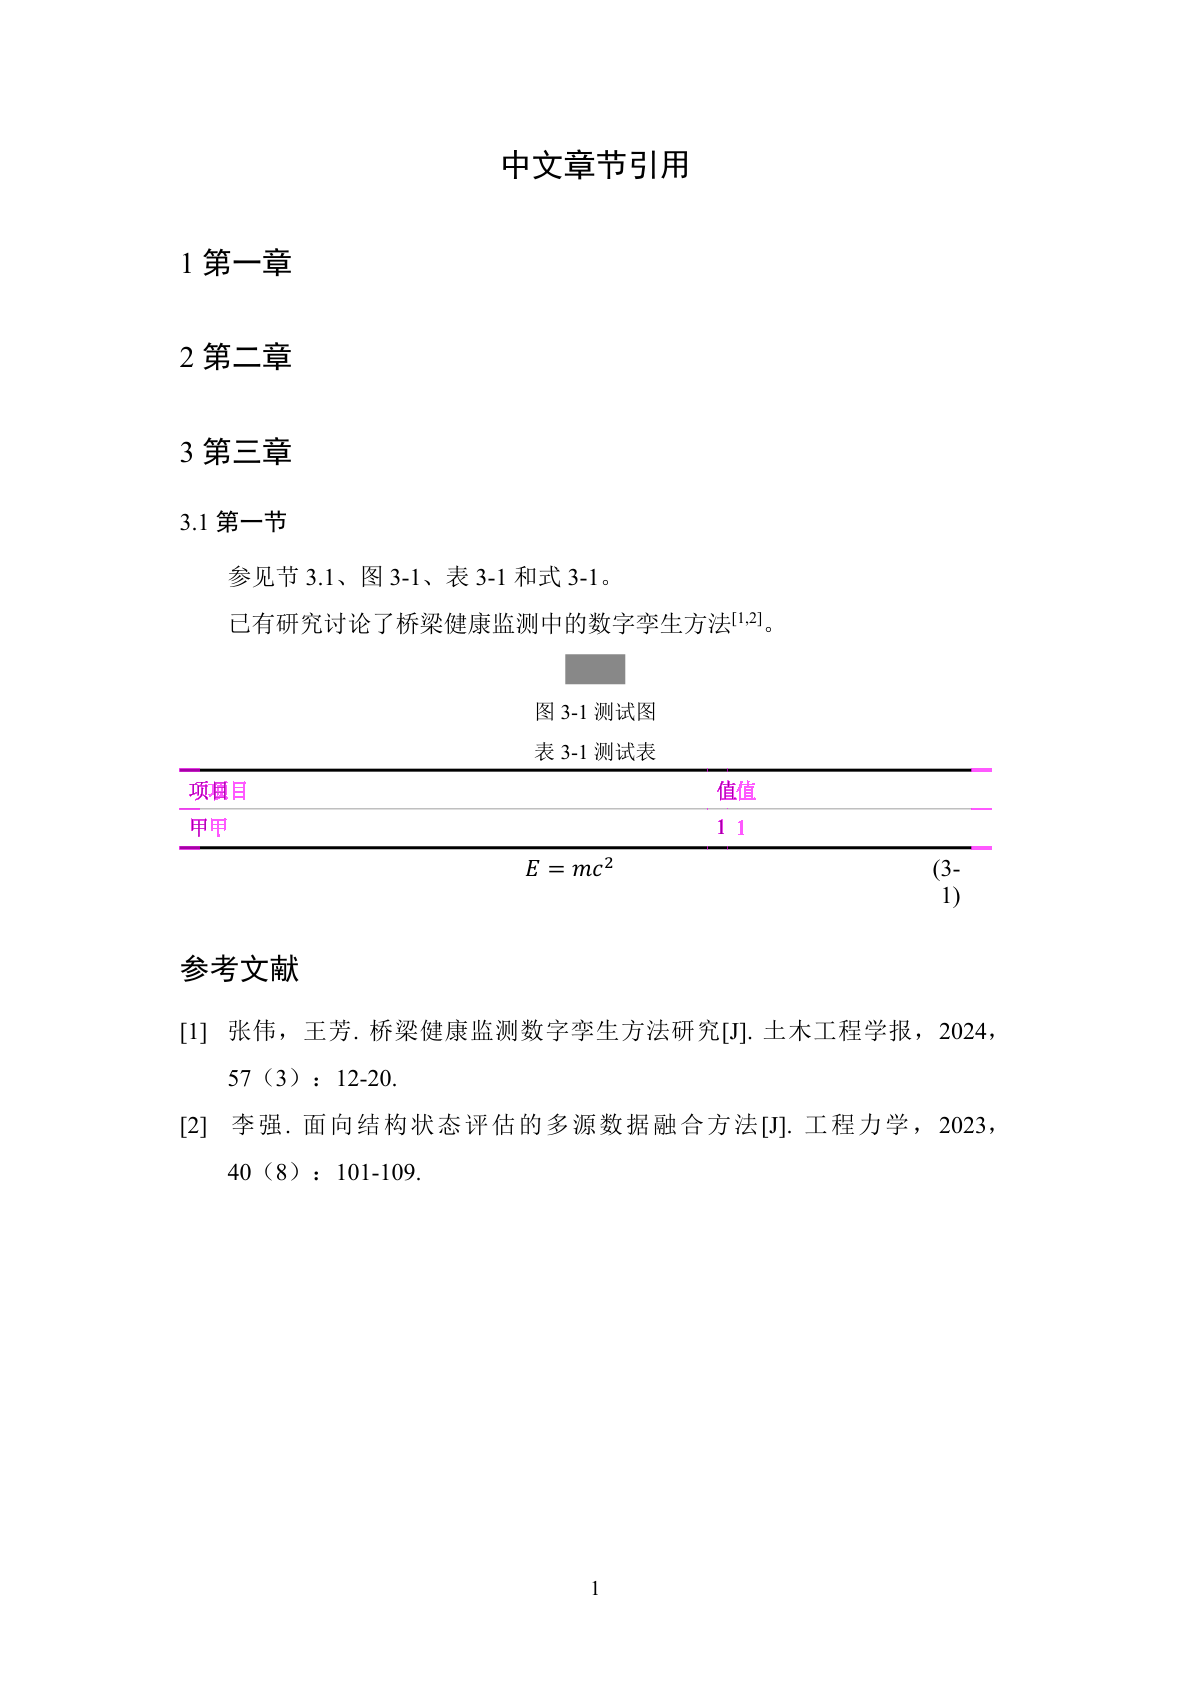 中文章节引用
1 第一章
2 第二章
3 第三章
3.1 第一节
参见节 3.1、图 3-1、表 3-1 和式 3-1。
已有研究讨论了桥梁健康监测中的数字孪生方法[1,2]。
图 3-1 测试图
表 3-1 测试表
项目 值
甲 1
E = mc² (3-
1)
参考文献
[1] 张伟，王芳. 桥梁健康监测数字孪生方法研究[J]. 土木工程学报，2024，
57（3）：12-20.
[2] 李强. 面向结构状态评估的多源数据融合方法[J]. 工程力学，2023，
40（8）：101-109.
1